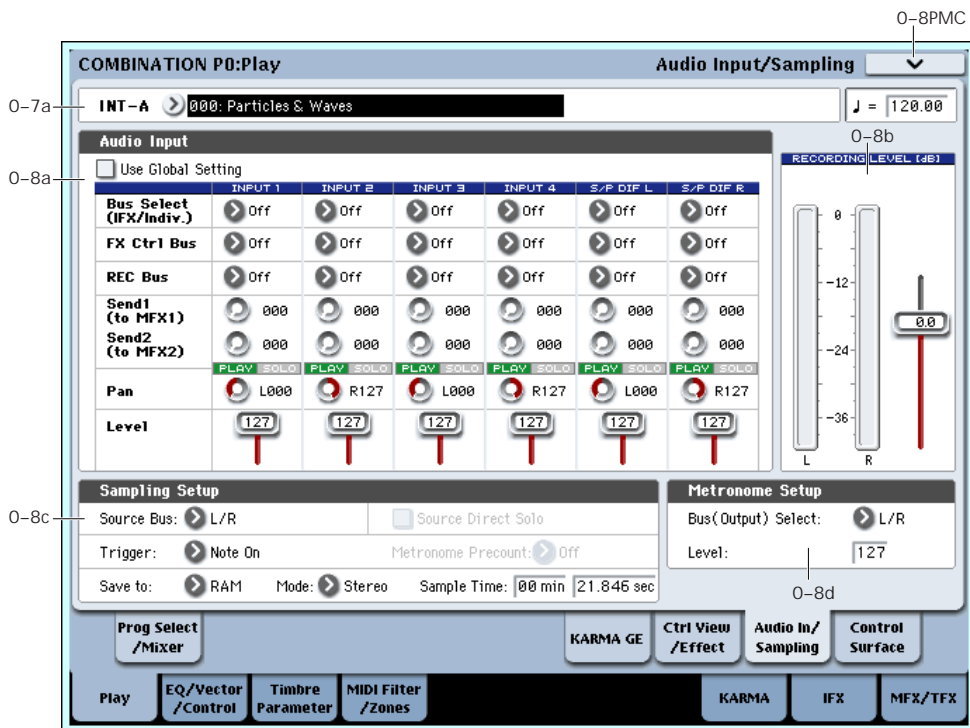 0–8PMC
COMBINATION P0:Play Audio Input/Sampling
0–7a
INT-A 000: Particles & Waves ♩ = 120.00
0–8b
Audio Input
RECORDING LEVEL [dB]
0–8a
Use Global Setting
INPUT 1 INPUT 2 INPUT 3 INPUT 4 S/P DIF L S/P DIF R
Bus Select
(IFX/Indiv.)
Off Off Off Off Off Off
FX Ctrl Bus Off Off Off Off Off Off
REC Bus Off Off Off Off Off Off
Send1
(to MFX1)
000 000 000 000 000 000
Send2
(to MFX2)
000 000 000 000 000 000
PLAY SOLO PLAY SOLO PLAY SOLO PLAY SOLO PLAY SOLO PLAY SOLO
Pan L000 R127 L000 R127 L000 R127
Level 127 127 127 127 127 127
0
-12
-24
-36
0.0
L R
Sampling Setup
0–8c
Source Bus: L/R Source Direct Solo
Trigger: Note On Metronome Precount: Off
Save to: RAM Mode: Stereo Sample Time: 00 min 21.846 sec
Metronome Setup
Bus(Output) Select: L/R
Level: 127
0–8d
Prog Select
/Mixer
KARMA GE
Ctrl View
/Effect
Audio In/
Sampling
Control
Surface
Play
EQ/Vector
/Control
Timbre
Parameter
MIDI Filter
/Zones
KARMA
IFX
MFX/TFX